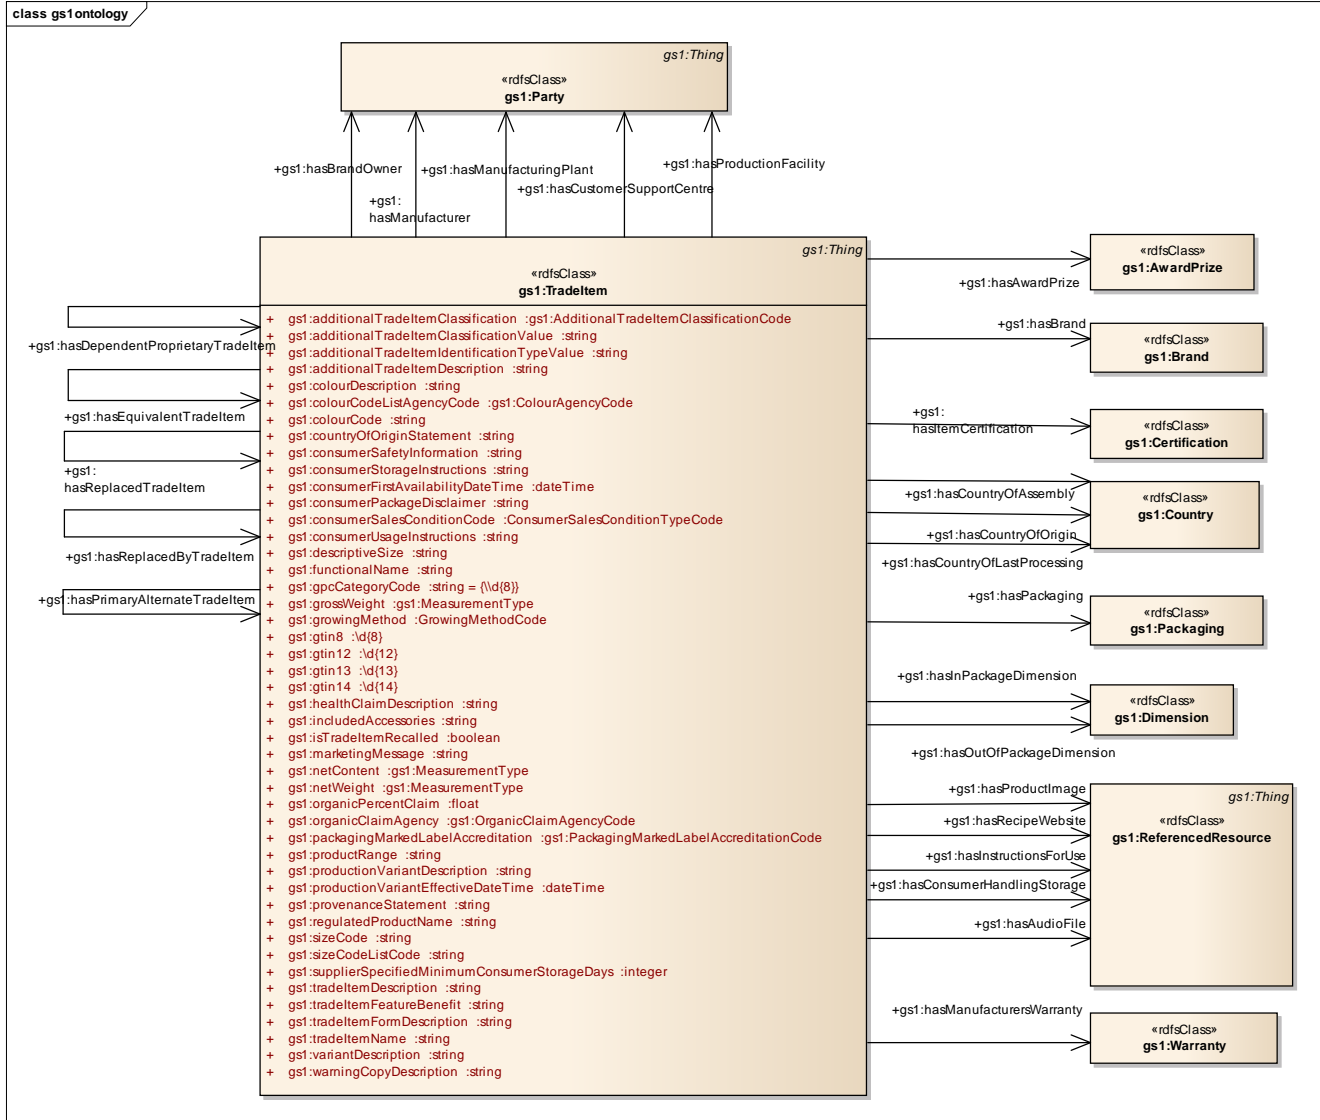 class gs1ontology
gs1:Thing
«rdfsClass»
gs1:Party
+gs1:hasBrandOwner
+gs1:
hasManufacturer
+gs1:hasManufacturingPlant
+gs1:hasCustomerSupportCentre
+gs1:hasProductionFacility
gs1:Thing
«rdfsClass»
gs1:TradeItem
+ gs1:additionalTradeItemClassification :gs1:AdditionalTradeItemClassificationCode
+ gs1:additionalTradeItemClassificationValue :string
+ gs1:additionalTradeItemIdentificationTypeValue :string
+ gs1:additionalTradeItemDescription :string
+ gs1:colourDescription :string
+ gs1:colourCodeListAgencyCode :gs1:ColourAgencyCode
+ gs1:colourCode :string
+ gs1:countryOfOriginStatement :string
+ gs1:consumerSafetyInformation :string
+ gs1:consumerStorageInstructions :string
+ gs1:consumerFirstAvailabilityDateTime :dateTime
+ gs1:consumerPackageDisclaimer :string
+ gs1:consumerSalesConditionCode :ConsumerSalesConditionTypeCode
+ gs1:consumerUsageInstructions :string
+ gs1:descriptiveSize :string
+ gs1:functionalName :string
+ gs1:gpcCategoryCode :string = {\\d{8}}
+ gs1:grossWeight :gs1:MeasurementType
+ gs1:growingMethod :GrowingMethodCode
+ gs1:gtin8 :\d{8}
+ gs1:gtin12 :\d{12}
+ gs1:gtin13 :\d{13}
+ gs1:gtin14 :\d{14}
+ gs1:healthClaimDescription :string
+ gs1:includedAccessories :string
+ gs1:isTradeItemRecalled :boolean
+ gs1:marketingMessage :string
+ gs1:netContent :gs1:MeasurementType
+ gs1:netWeight :gs1:MeasurementType
+ gs1:organicPercentClaim :float
+ gs1:organicClaimAgency :gs1:OrganicClaimAgencyCode
+ gs1:packagingMarkedLabelAccreditation :gs1:PackagingMarkedLabelAccreditationCode
+ gs1:productRange :string
+ gs1:productionVariantDescription :string
+ gs1:productionVariantEffectiveDateTime :dateTime
+ gs1:provenanceStatement :string
+ gs1:regulatedProductName :string
+ gs1:sizeCode :string
+ gs1:sizeCodeListCode :string
+ gs1:supplierSpecifiedMinimumConsumerStorageDays :integer
+ gs1:tradeItemDescription :string
+ gs1:tradeItemFeatureBenefit :string
+ gs1:tradeItemFormDescription :string
+ gs1:tradeItemName :string
+ gs1:variantDescription :string
+ gs1:warningCopyDescription :string
+gs1:hasDependentProprietaryTradeItem
+gs1:hasEquivalentTradeItem
+gs1:
hasReplacedTradeItem
+gs1:hasReplacedByTradeItem
+gs1:hasPrimaryAlternateTradeItem
+gs1:hasAwardPrize
«rdfsClass»
gs1:AwardPrize
+gs1:hasBrand
«rdfsClass»
gs1:Brand
+gs1:
hasItemCertification
«rdfsClass»
gs1:Certification
+gs1:hasCountryOfAssembly
+gs1:hasCountryOfOrigin
+gs1:hasCountryOfLastProcessing
«rdfsClass»
gs1:Country
+gs1:hasPackaging
«rdfsClass»
gs1:Packaging
+gs1:hasInPackageDimension
+gs1:hasOutOfPackageDimension
«rdfsClass»
gs1:Dimension
+gs1:hasProductImage
+gs1:hasRecipeWebsite
+gs1:hasInstructionsForUse
+gs1:hasConsumerHandlingStorage
+gs1:hasAudioFile
gs1:Thing
«rdfsClass»
gs1:ReferencedResource
+gs1:hasManufacturersWarranty
«rdfsClass»
gs1:Warranty